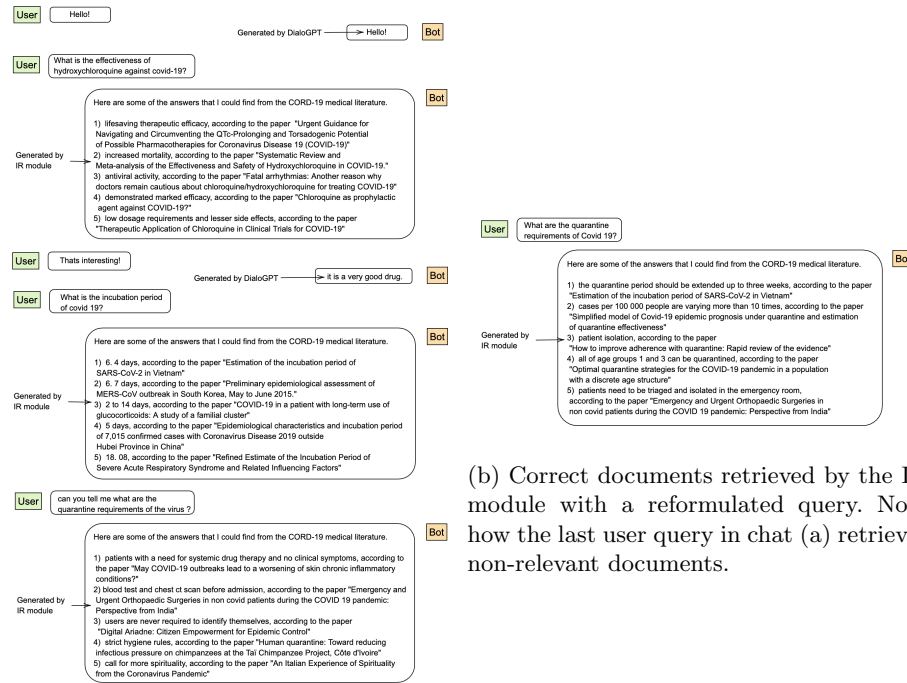 User
Hello!
Generated by DialoGPT
Hello!
Bot
User
What is the effectiveness of
hydroxychloroquine against covid-19?
Bot
Here are some of the answers that I could find from the CORD-19 medical literature.
1) lifesaving therapeutic efficacy, according to the paper "Urgent Guidance for
Navigating and Circumventing the QTc-Prolonging and Torsadogenic Potential
of Possible Pharmacotherapies for Coronavirus Disease 19 (COVID-19)"
2) increased mortality, according to the paper "Systematic Review and
Meta-analysis of the Effectiveness and Safety of Hydroxychloroquine in COVID-19."
3) antiviral activity, according to the paper "Fatal arrhythmias: Another reason why
doctors remain cautious about chloroquine/hydroxychloroquine for treating COVID-19"
4) demonstrated marked efficacy, according to the paper "Chloroquine as prophylactic
agent against COVID-19?"
5) low dosage requirements and lesser side effects, according to the paper
"Therapeutic Application of Chloroquine in Clinical Trials for COVID-19"
Generated by
IR module
User
Thats interesting!
Generated by DialoGPT
it is a very good drug.
Bot
User
What is the incubation period
of covid 19?
Bot
Here are some of the answers that I could find from the CORD-19 medical literature.
1) 6. 4 days, according to the paper "Estimation of the incubation period of
SARS-CoV-2 in Vietnam"
2) 6. 7 days, according to the paper "Preliminary epidemiological assessment of
MERS-CoV outbreak in South Korea, May to June 2015."
3) 2 to 14 days, according to the paper "COVID-19 in a patient with long-term use of
glucocorticoids: A study of a familial cluster"
4) 5 days, according to the paper "Epidemiological characteristics and incubation period
of 7,015 confirmed cases with Coronavirus Disease 2019 outside
Hubei Province in China"
5) 18. 08, according to the paper "Refined Estimate of the Incubation Period of
Severe Acute Respiratory Syndrome and Related Influencing Factors"
Generated by
IR module
User
can you tell me what are the
quarantine requirements of the virus ?
Bot
Here are some of the answers that I could find from the CORD-19 medical literature.
1) patients with a need for systemic drug therapy and no clinical symptoms, according to
the paper "May COVID-19 outbreaks lead to a worsening of skin chronic inflammatory
conditions?"
2) blood test and chest ct scan before admission, according to the paper "Emergency and
Urgent Orthopaedic Surgeries in non covid patients during the COVID 19 pandemic:
Perspective from India"
3) users are never required to identify themselves, according to the paper
"Digital Ariadne: Citizen Empowerment for Epidemic Control"
4) strict hygiene rules, according to the paper "Human quarantine: Toward reducing
infectious pressure on chimpanzees at the Taï Chimpanzee Project, Côte d'Ivoire"
5) call for more spirituality, according to the paper "An Italian Experience of Spirituality
from the Coronavirus Pandemic"
Generated by
IR module
User
What are the quarantine
requirements of Covid 19?
Bo
Here are some of the answers that I could find from the CORD-19 medical literature.
1) the quarantine period should be extended up to three weeks, according to the paper
"Estimation of the incubation period of SARS-CoV-2 in Vietnam"
2) cases per 100 000 people are varying more than 10 times, according to the paper
"Simplified model of Covid-19 epidemic prognosis under quarantine and estimation
of quarantine effectiveness"
3) patient isolation, according to the paper
"How to improve adherence with quarantine: Rapid review of the evidence"
4) all of age groups 1 and 3 can be quarantined, according to the paper
"Optimal quarantine strategies for the COVID-19 pandemic in a population
with a discrete age structure"
5) patients need to be triaged and isolated in the emergency room,
according to the paper "Emergency and Urgent Orthopaedic Surgeries in
non covid patients during the COVID 19 pandemic: Perspective from India"
Generated by
IR module
(b) Correct documents retrieved by the I
module with a reformulated query. No
how the last user query in chat (a) retriev
non-relevant documents.